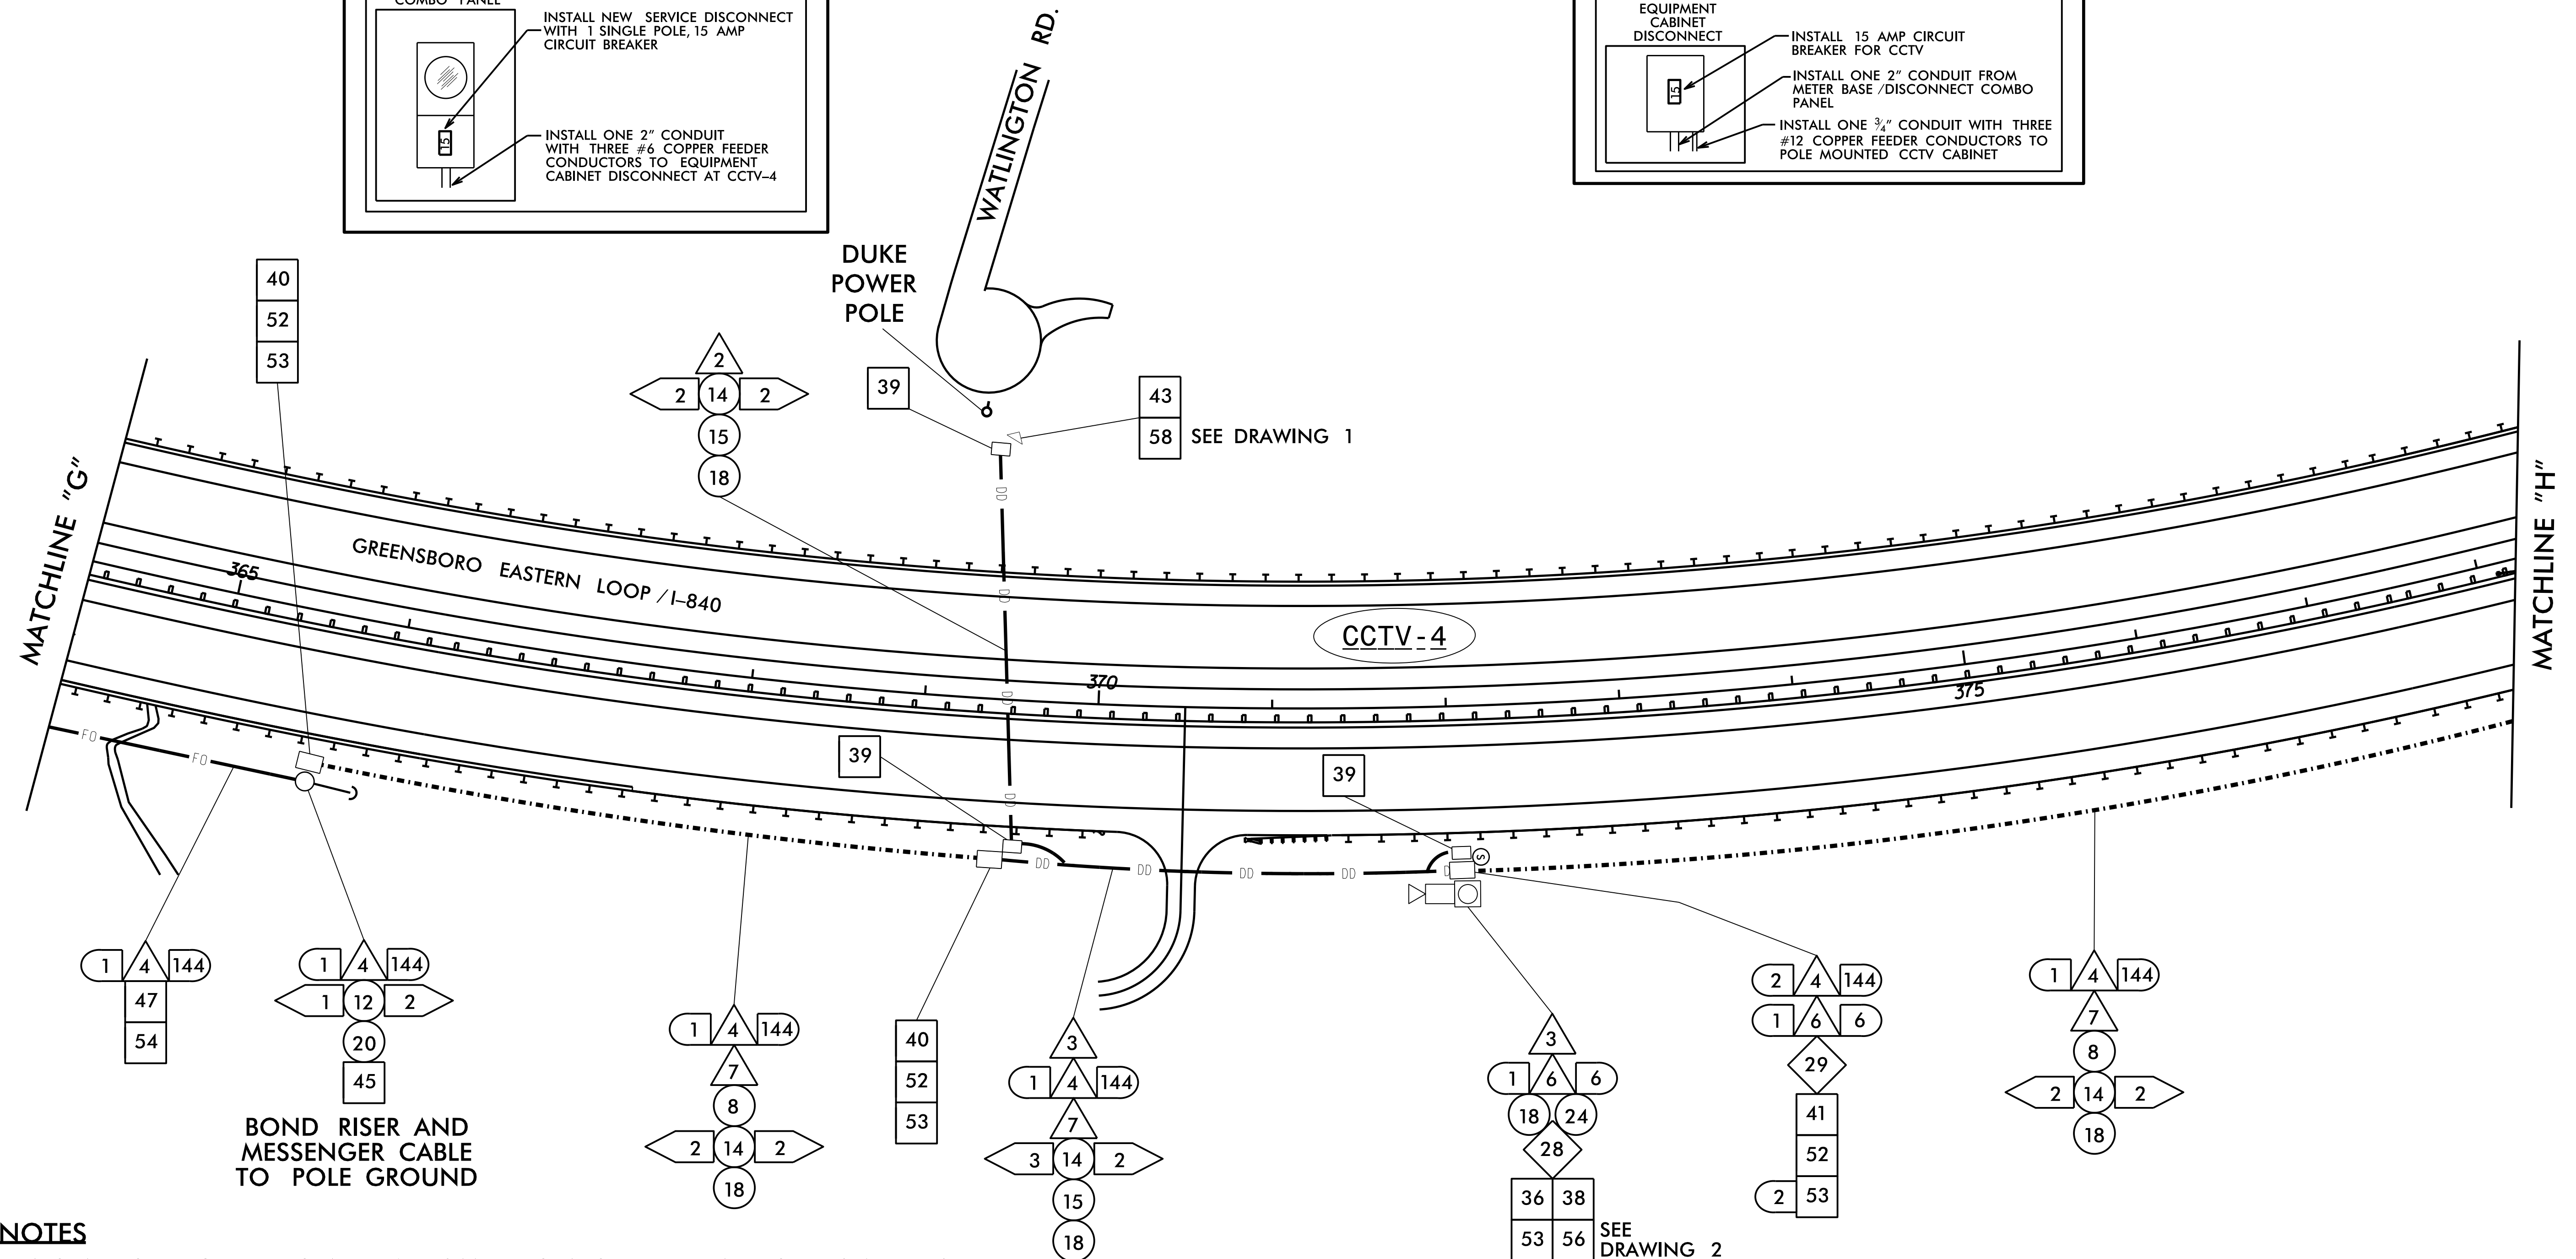 COMBO PANEL
INSTALL NEW SERVICE DISCONNECT
WITH 1 SINGLE POLE, 15 AMP
CIRCUIT BREAKER
15
INSTALL ONE 2" CONDUIT
WITH THREE #6 COPPER FEEDER
CONDUCTORS TO EQUIPMENT
CABINET DISCONNECT AT CCTV-4
WATLINGTON RD.
EQUIPMENT
CABINET
DISCONNECT
15
INSTALL 15 AMP CIRCUIT
BREAKER FOR CCTV
INSTALL ONE 2" CONDUIT FROM
METER BASE /DISCONNECT COMBO
PANEL
INSTALL ONE ¾" CONDUIT WITH THREE
#12 COPPER FEEDER CONDUCTORS TO
POLE MOUNTED CCTV CABINET
40
52
53
2
2 14 2
15
18
DUKE
POWER
POLE
39
43
58 SEE DRAWING 1
MATCHLINE "G"
MATCHLINE "H"
GREENSBORO EASTERN LOOP / I-840
365
370
375
CCTV-4
DD
DD
DD
DD
FO
FO
39
39
DD
DD
DD
DD
S
1 4 144
47
54
1 4 144
1 12 2
20
45
BOND RISER AND
MESSENGER CABLE
TO POLE GROUND
1 4 144
7
8
2 14 2
18
40
52
53
3
1 4 144
7
3 14 2
15
18
3
1 6 6
18 24
28
36 38
53 56
SEE
DRAWING 2
2 4 144
1 6 6
29
41
52
2 53
1 4 144
7
8
2 14 2
18
NOTES